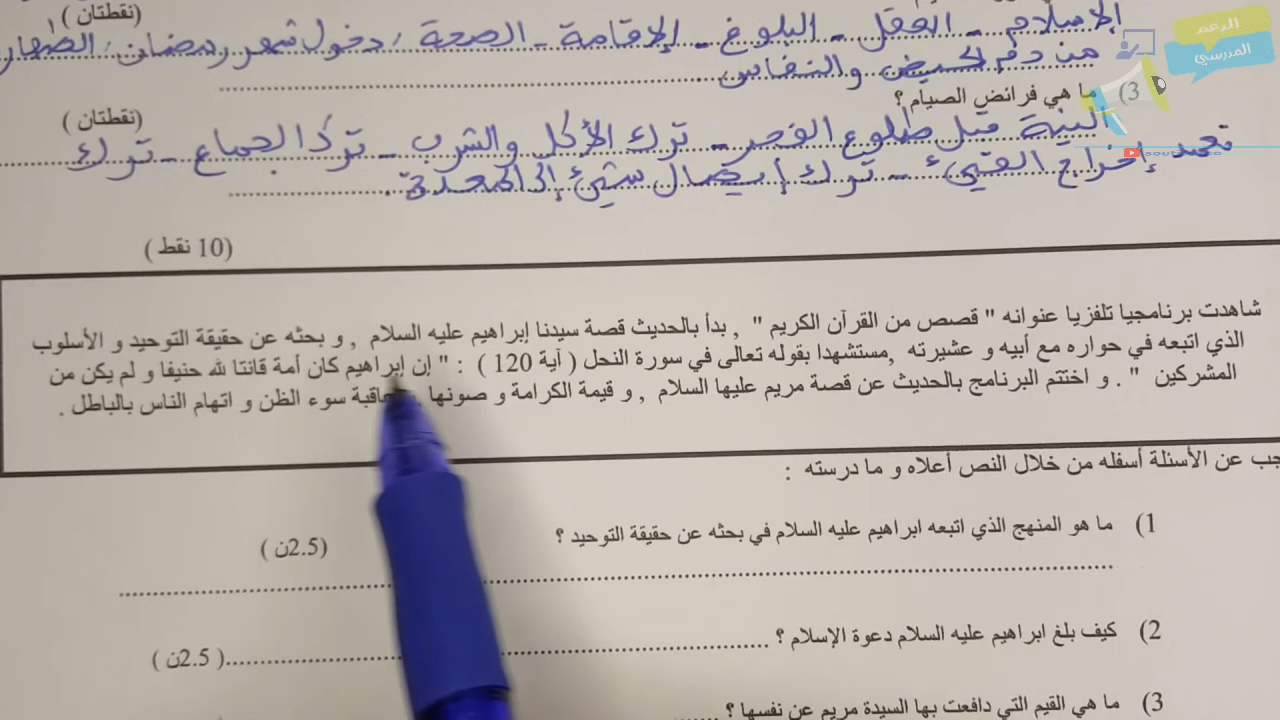 (نقطتان)
الإسلام - العقل - البلوغ - الإقامة - الصحة / دخول شهر رمضان / الطهارة
من دم الحيض والنفاس
3) ما هي فرائض الصيام ؟ (نقطتان)
النية قبل طلوع الفجر - ترك الأكل والشرب - ترك الجماع - ترك
تعمد إخراج القيئ - ترك إيصال شيئ إلى المعدة
(10 نقط)
شاهدت برنامجيا تلفزيا عنوانه " قصص من القرآن الكريم " , بدأ بالحديث قصة سيدنا إبراهيم عليه السلام , و بحثه عن حقيقة التوحيد و الأسلوب
الذي اتبعه في حواره مع أبيه و عشيرته ,مستشهدا بقوله تعالى في سورة النحل ( آية 120 ) : " إن إبراهيم كان أمة قانتا لله حنيفا و لم يكن من
المشركين " . و اختتم البرنامج بالحديث عن قصة مريم عليها السلام , و قيمة الكرامة و صونها سوء الظن و اتهام الناس بالباطل .
جب عن الأسئلة أسفله من خلال النص أعلاه و ما درسته :
1) ما هو المنهج الذي اتبعه ابراهيم عليه السلام في بحثه عن حقيقة التوحيد ؟ (2.5ن )
2) كيف بلغ ابراهيم عليه السلام دعوة الإسلام ؟ (2.5ن )
3) ما هي القيم التي دافعت بها السيدة مريم عن نفسها ؟
الدعم
المدرسي